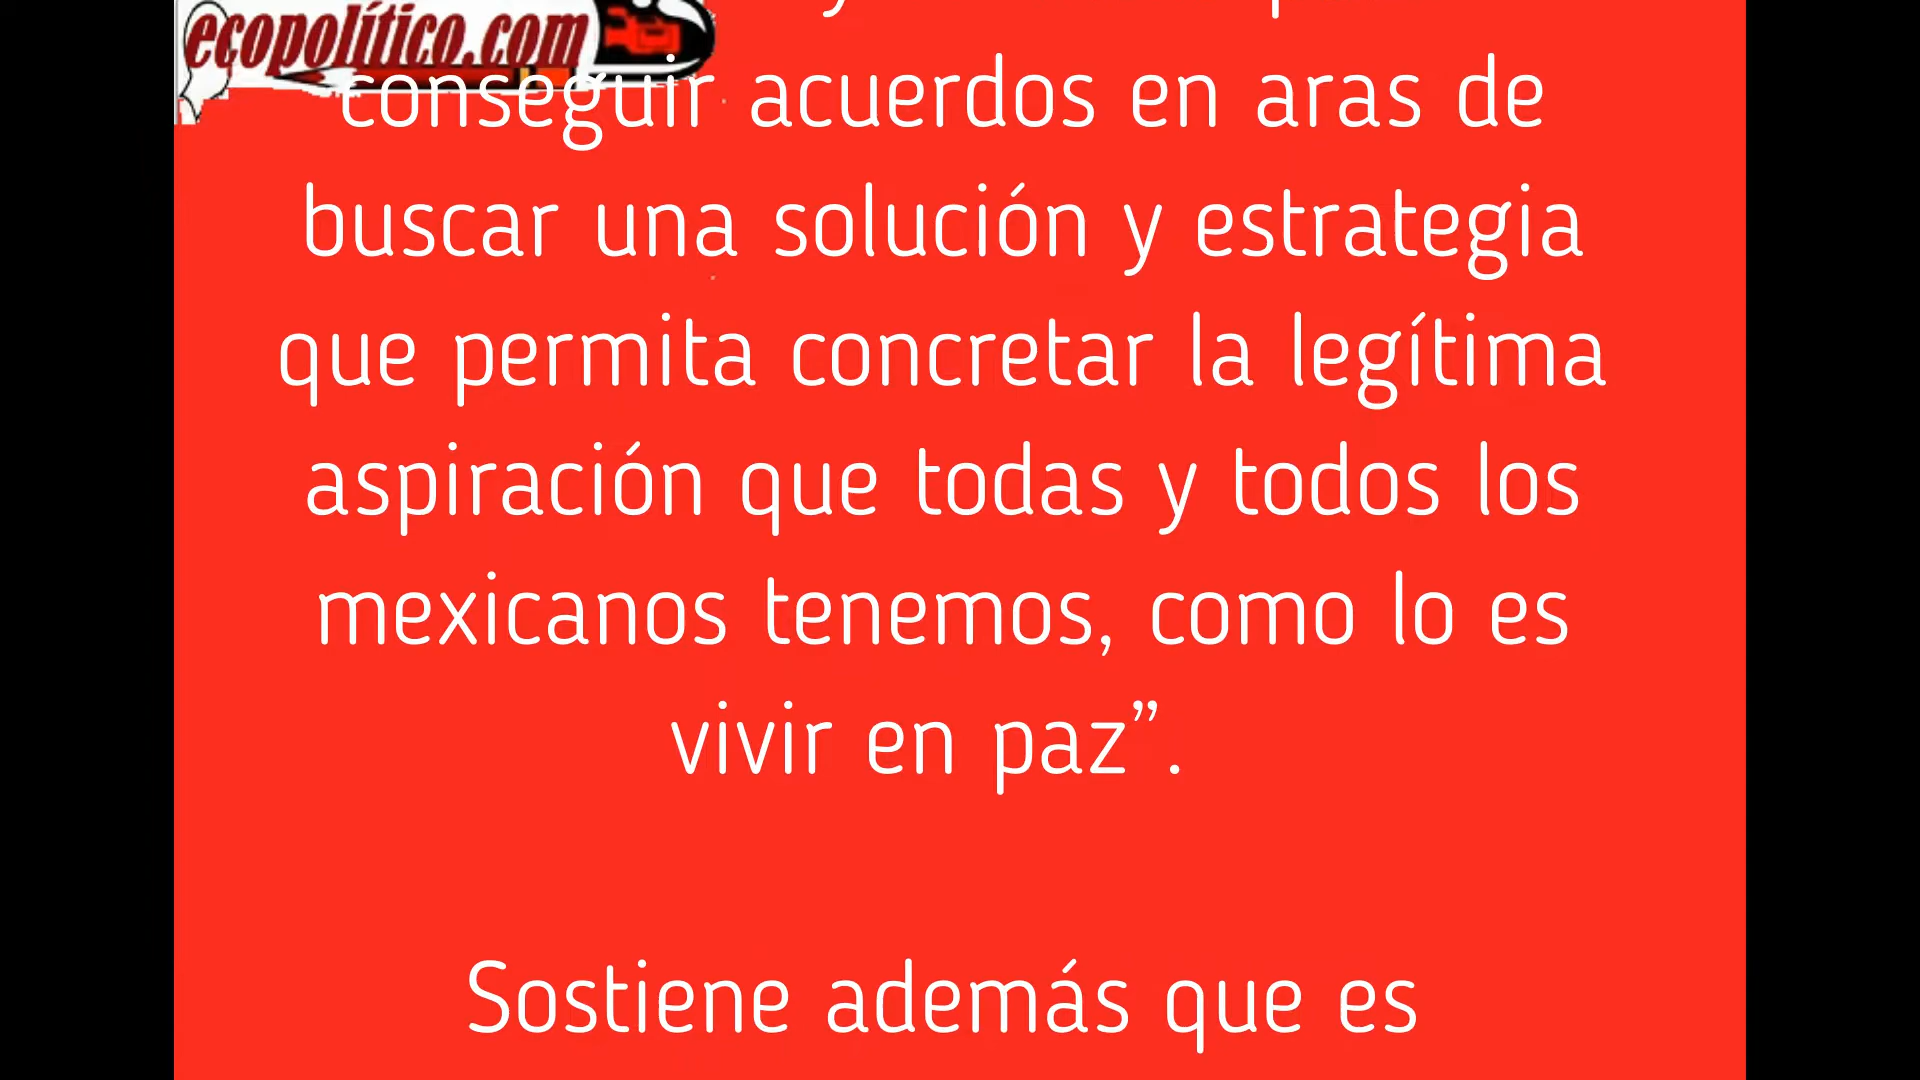 ecopolítico.com
conseguir acuerdos en aras de
buscar una solución y estrategia
que permita concretar la legítima
aspiración que todas y todos los
mexicanos tenemos, como lo es
vivir en paz”.
Sostiene además que es